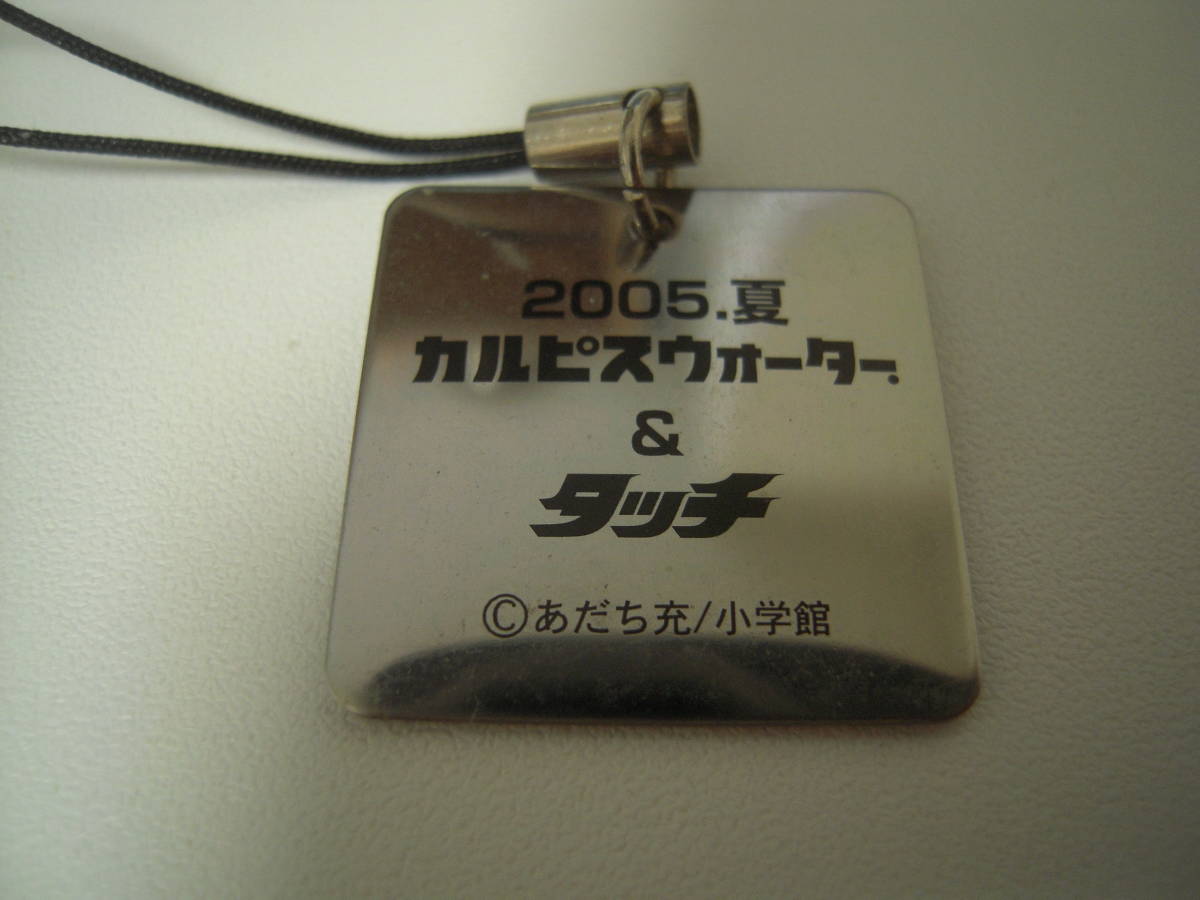 2005.夏
カルピスウォーター.
&
タッチ
©あだち充/小学館